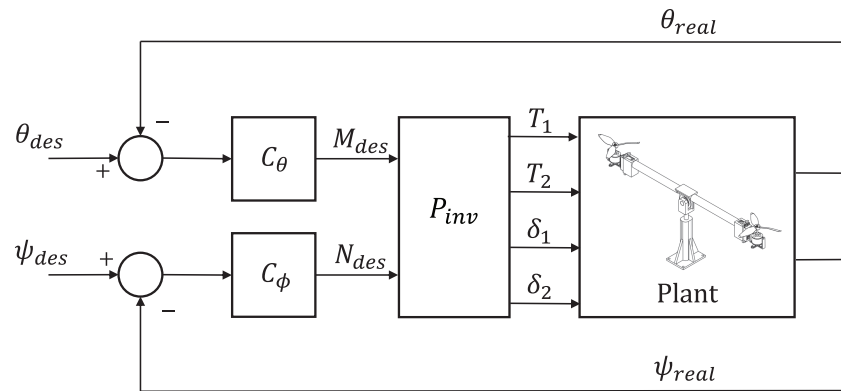 θ_real
−
θ_des
+
C_θ
M_des
P_inv
T_1
T_2
δ_1
δ_2
Plant
ψ_des
+
−
C_ϕ
N_des
ψ_real